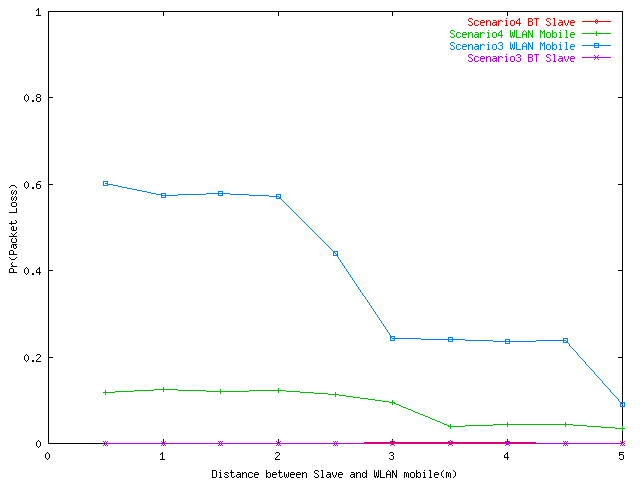 1
0.8
0.6
0.4
0.2
0
Pr(Packet Loss)
Scenario4 BT Slave
Scenario4 WLAN Mobile
Scenario3 WLAN Mobile
Scenario3 BT Slave
0 1 2 3 4 5
Distance between Slave and WLAN mobile(m)